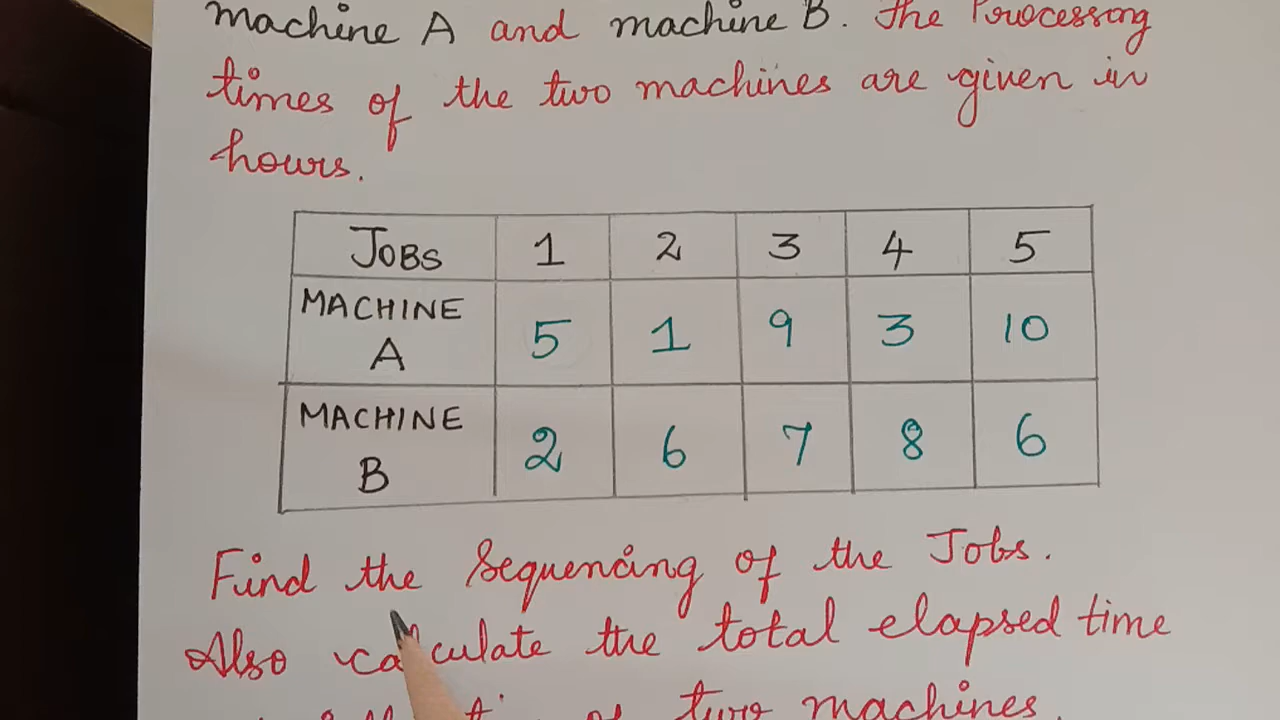 machine A and machine B. The Processing
times of the two machines are given in
hours.
JOBS 1 2 3 4 5
MACHINE A 5 1 9 3 10
MACHINE B 2 6 7 8 6
Find the Sequencing of the Jobs.
Also calculate the total elapsed time
of two machines.